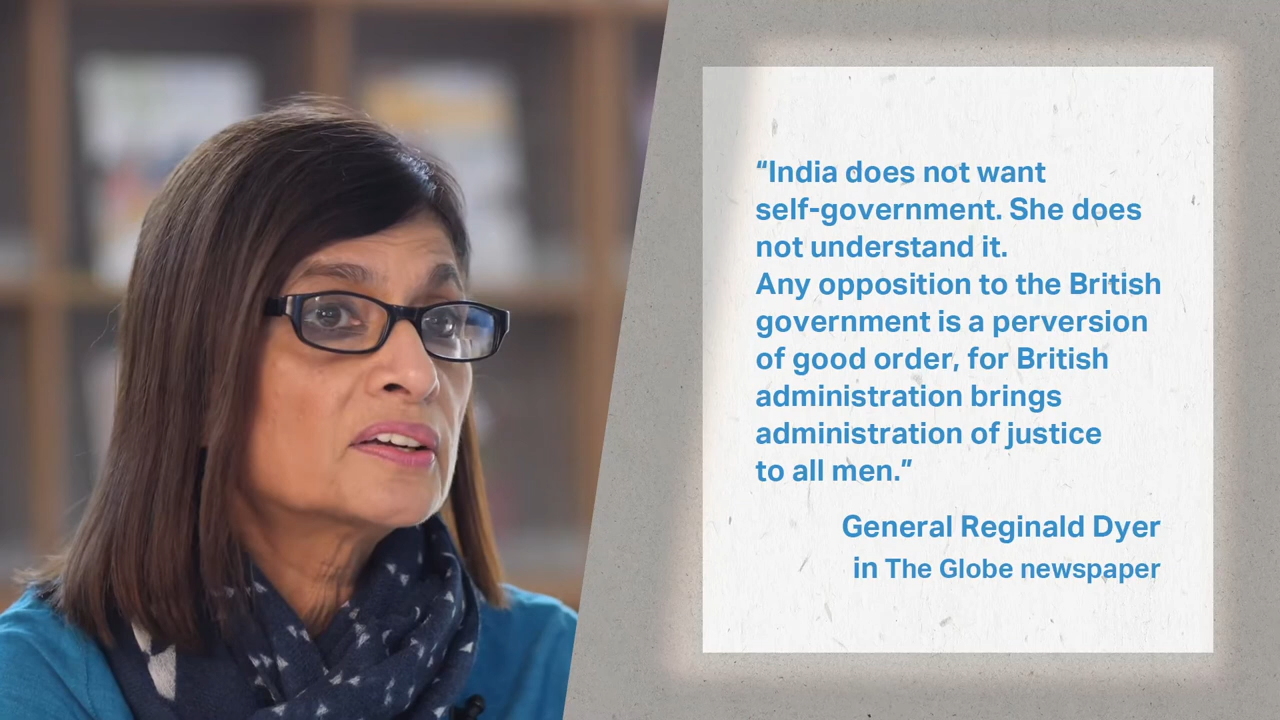 “India does not want
self-government. She does
not understand it.
Any opposition to the British
government is a perversion
of good order, for British
administration brings
administration of justice
to all men.”
General Reginald Dyer
in The Globe newspaper